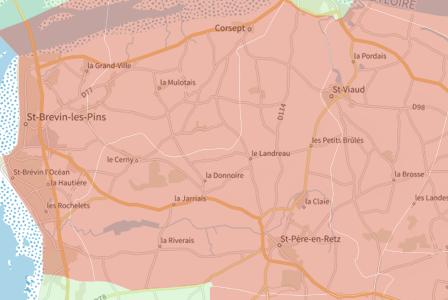 LOIRE
Corsept
la Pordais
la Grand-Ville
D77
la Mulotais
St-Viaud
D114
D98
St-Brevin-les-Pins
les Petits Brûlés
le Landreau
le Cerny
St-Brévin l'Océan
la Hautière
la Donnoire
la Brosse
la Jarriais
la Claie
les Landes
les Rochelets
la Riverais
St-Père-en-Retz